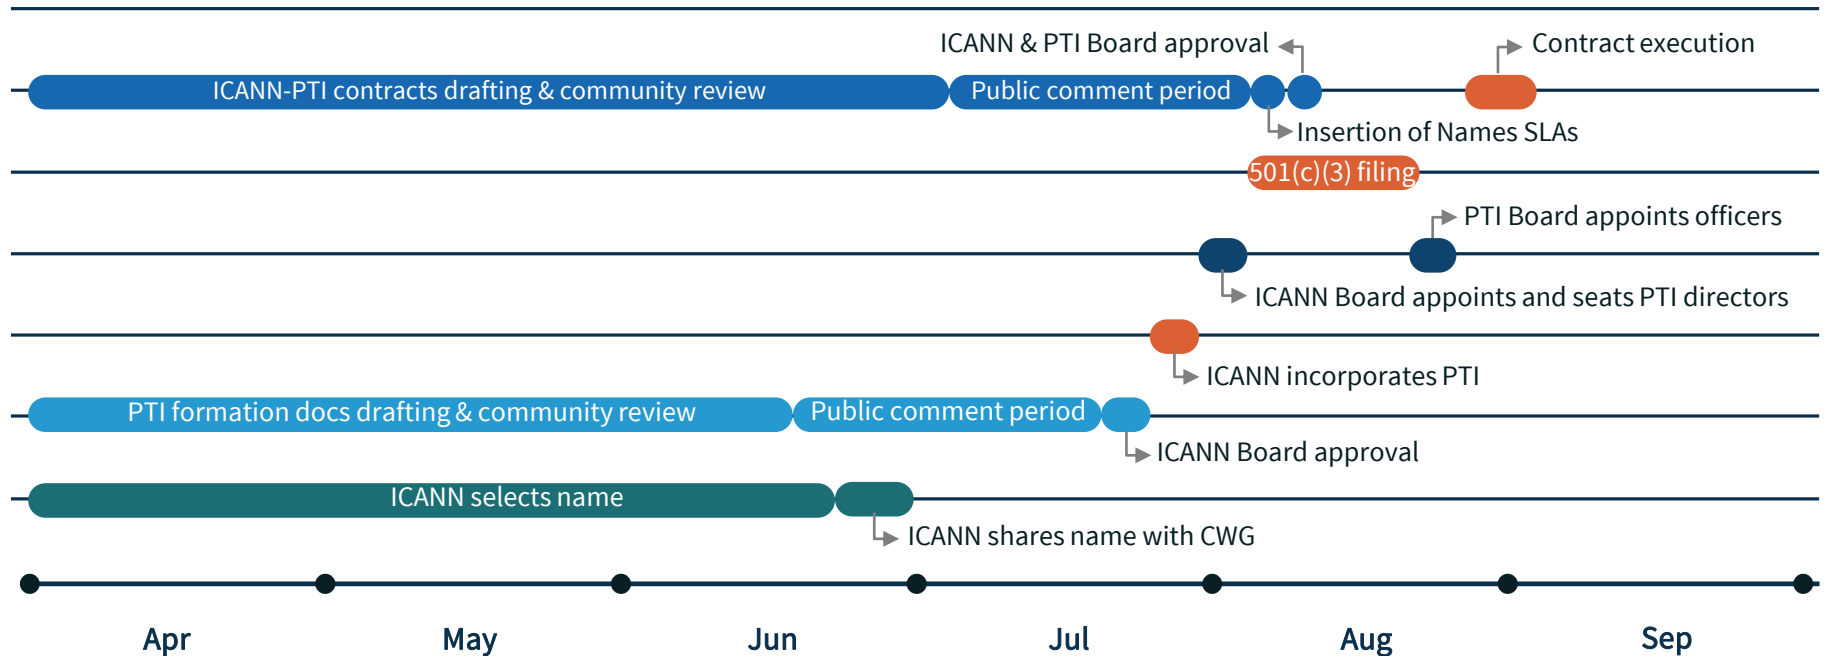 ICANN & PTI Board approval
Contract execution
ICANN-PTI contracts drafting & community review
Public comment period
Insertion of Names SLAs
501(c)(3) filing
PTI Board appoints officers
ICANN Board appoints and seats PTI directors
ICANN incorporates PTI
PTI formation docs drafting & community review
Public comment period
ICANN Board approval
ICANN selects name
ICANN shares name with CWG
Apr May Jun Jul Aug Sep